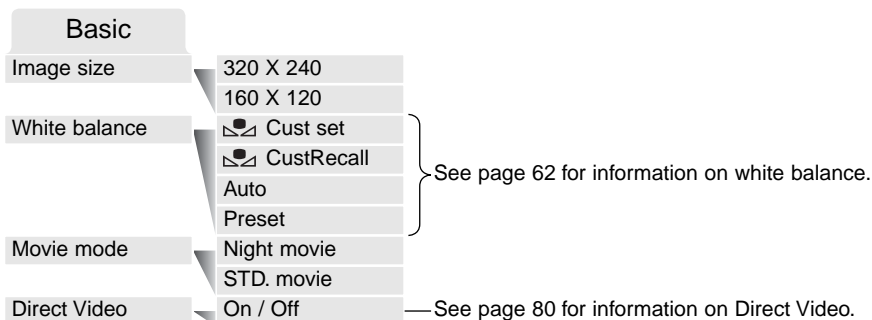 Basic
Image size
320 X 240
160 X 120
White balance
Cust set
CustRecall
Auto
Preset
See page 62 for information on white balance.
Movie mode
Night movie
STD. movie
Direct Video
On / Off
See page 80 for information on Direct Video.